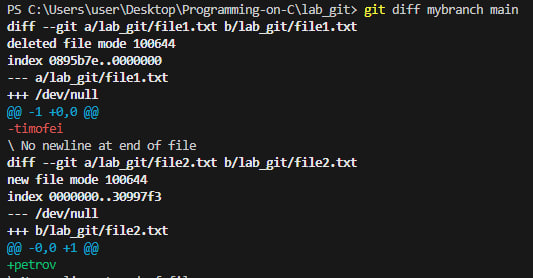 PS C:\Users\user\Desktop\Programming-on-C\lab_git> git diff mybranch main
diff --git a/lab_git/file1.txt b/lab_git/file1.txt
deleted file mode 100644
index 0895b7e..0000000
--- a/lab_git/file1.txt
+++ /dev/null
@@ -1 +0,0 @@
-timofei
\ No newline at end of file
diff --git a/lab_git/file2.txt b/lab_git/file2.txt
new file mode 100644
index 0000000..30997f3
--- /dev/null
+++ b/lab_git/file2.txt
@@ -0,0 +1 @@
+petrov